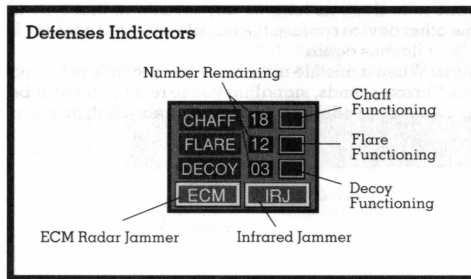 Defenses Indicators
Number Remaining
Chaff
Functioning
CHAFF 18
FLARE 12
Flare
Functioning
DECOY 03
Decoy
Functioning
ECM IRJ
ECM Radar Jammer
Infrared Jammer